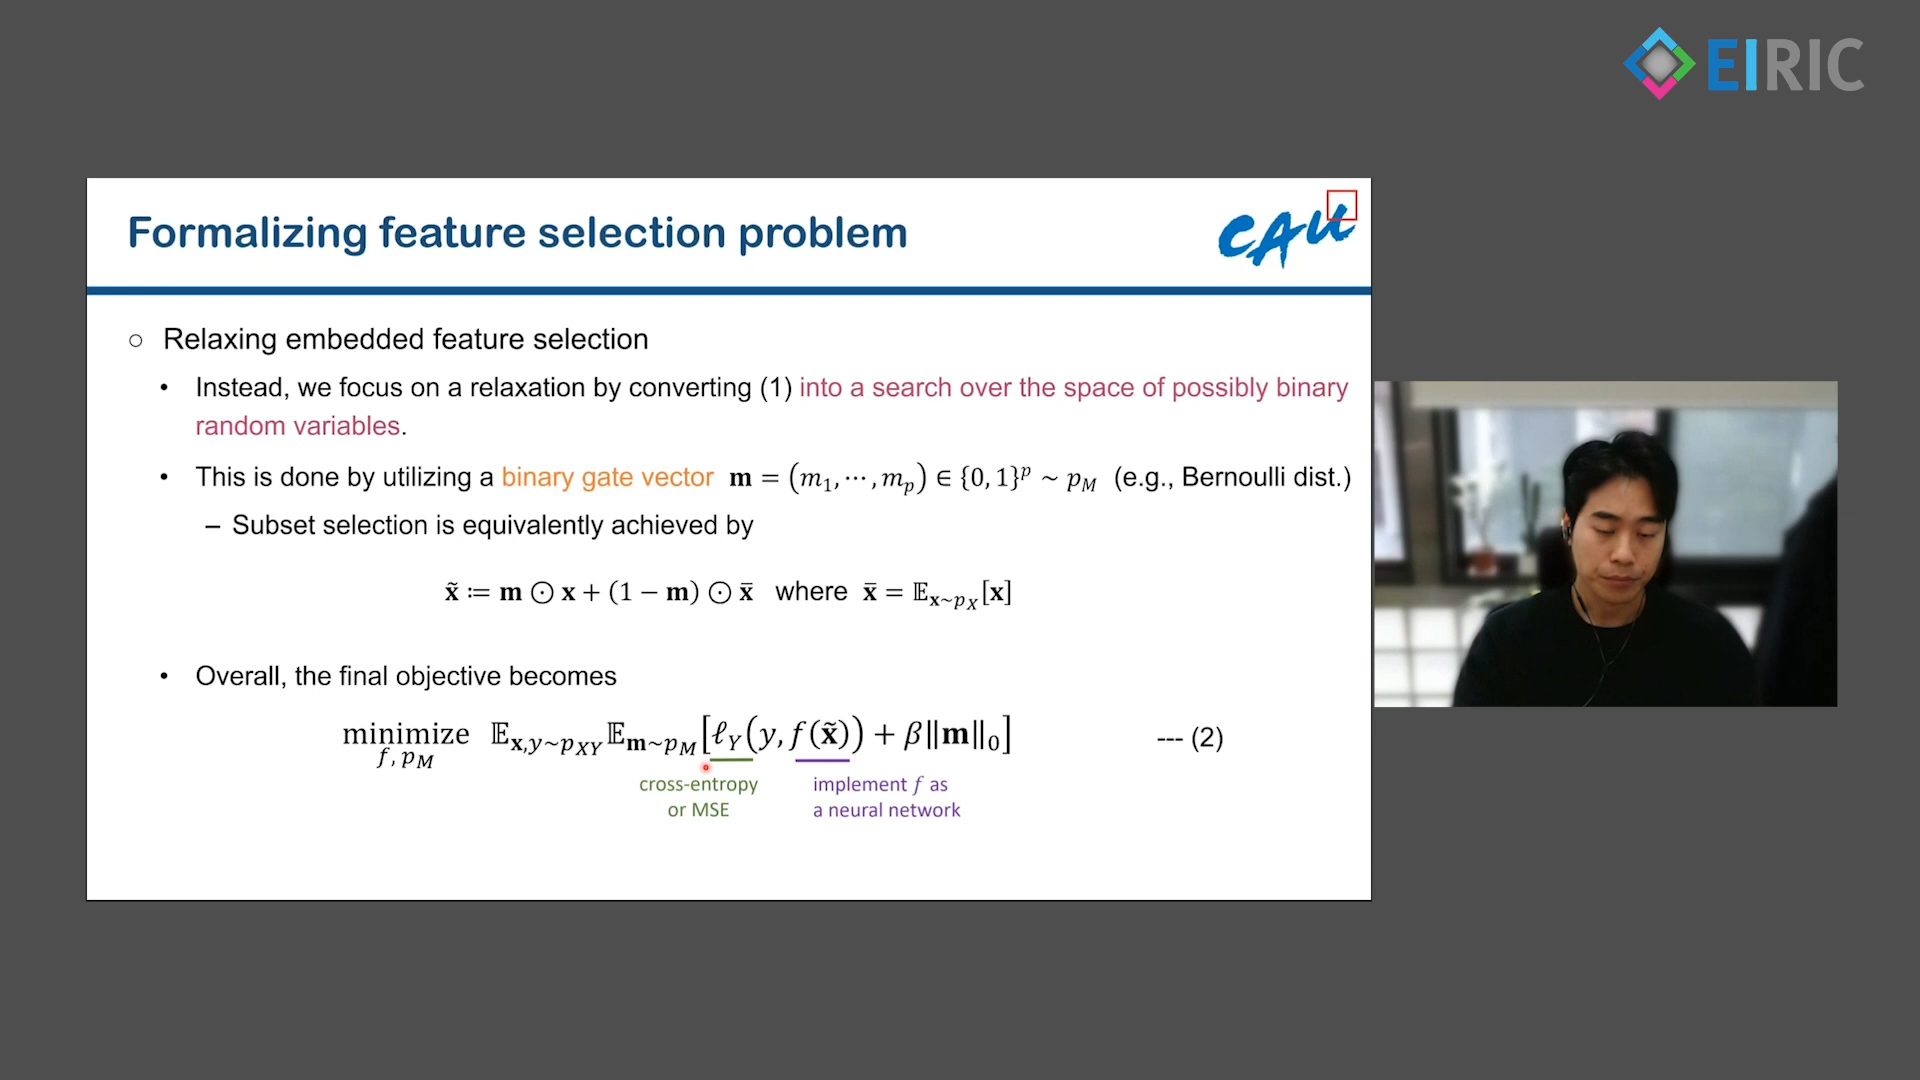 EIRIC
Formalizing feature selection problem
CAU
○ Relaxing embedded feature selection
• Instead, we focus on a relaxation by converting (1) into a search over the space of possibly binary
random variables.
• This is done by utilizing a binary gate vector 𝐦 = (𝑚₁, ⋯ , 𝑚ₚ) ∈ {0, 1}ᵖ ~ 𝑝_𝑀 (e.g., Bernoulli dist.)
– Subset selection is equivalently achieved by
x̃ ≔ 𝐦 ⊙ 𝐱 + (1 − 𝐦) ⊙ x̄ where x̄ = 𝔼_{𝐱~𝑝_𝑋}[𝐱]
• Overall, the final objective becomes
minimize 𝔼_{𝐱,𝑦~𝑝_𝑋𝑌} 𝔼_{𝐦~𝑝_𝑀} [ℓ_𝑌(𝑦, 𝑓(x̃)) + 𝛽‖𝐦‖₀] --- (2)
𝑓, 𝑝_𝑀
cross-entropy
or MSE
implement 𝑓 as
a neural network